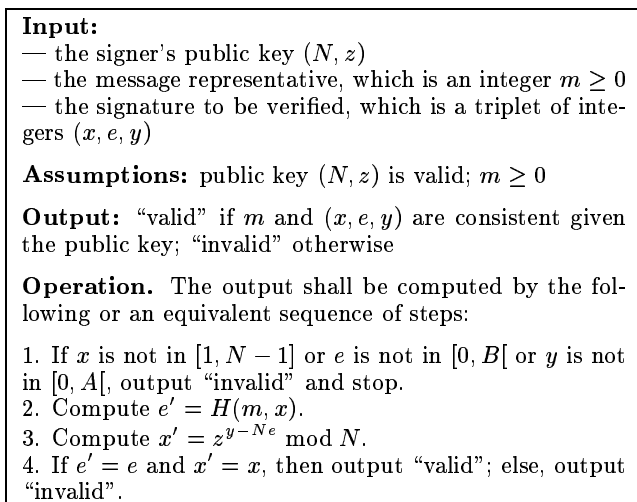 Input:
— the signer's public key (N, z)
— the message representative, which is an integer m ≥ 0
— the signature to be verified, which is a triplet of inte-
gers (x, e, y)
Assumptions: public key (N, z) is valid; m ≥ 0
Output: "valid" if m and (x, e, y) are consistent given
the public key; "invalid" otherwise
Operation. The output shall be computed by the fol-
lowing or an equivalent sequence of steps:
1. If x is not in [1, N − 1] or e is not in [0, B[ or y is not
in [0, A[, output "invalid" and stop.
2. Compute e′ = H(m, x).
3. Compute x′ = z^{y−Ne} mod N.
4. If e′ = e and x′ = x, then output "valid"; else, output
"invalid".